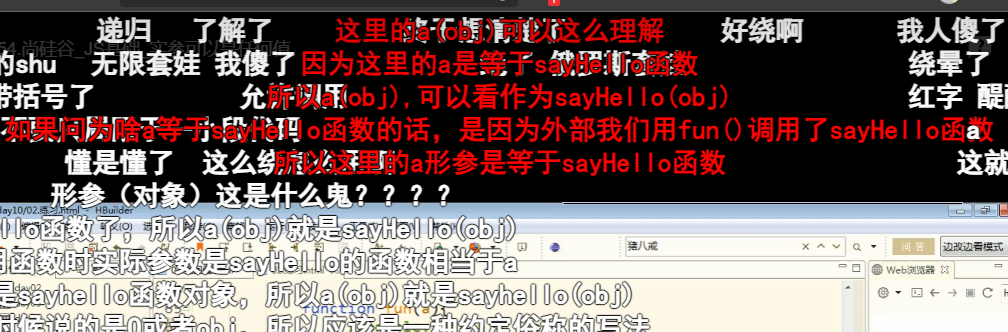 递归 了解了 这里的a(obj)可以这么理解 好绕啊 我人傻了
54.尚硅谷_JS基础_实参可以是任何值
的shu 无限套娃 我傻了 因为这里的a是等于sayHello函数 绕晕了
带括号了 所以a(obj),可以看作为sayHello(obj) 红字 醍
如果问为啥a等于sayHello函数的话，是因为外部我们用fun()调用了sayHello函数 a
懂是懂了 这么绕 所以这里的a形参是等于sayHello函数 这就
形参（对象）这是什么鬼？？？？
day10/02.练习.html - HBuilder
llo函数了，所以a(obj)就是sayHello(obj)
猪八戒 问答 边改边看模式
用函数时实际参数是sayHello的函数相当于a
Web浏览器
是sayhello函数对象，所以a(obj)就是sayhello(obj)
function fun(a){
时候说的是0或者obj，所以应该是一种约定俗称的写法